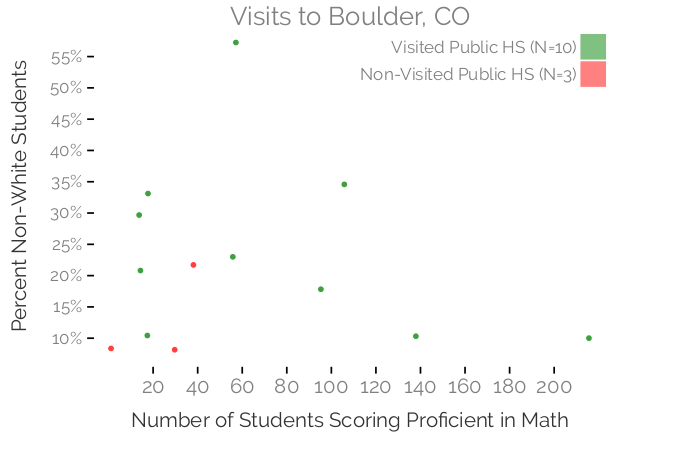 Visits to Boulder, CO
Visited Public HS (N=10)
Non-Visited Public HS (N=3)
Percent Non-White Students
55%
50%
45%
40%
35%
30%
25%
20%
15%
10%
20 40 60 80 100 120 140 160 180 200
Number of Students Scoring Proficient in Math